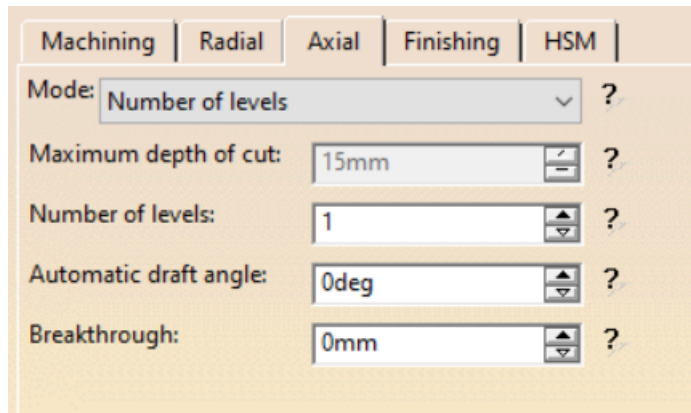 Machining Radial Axial Finishing HSM
Mode: Number of levels ?
Maximum depth of cut: 15mm ?
Number of levels: 1 ?
Automatic draft angle: 0deg ?
Breakthrough: 0mm ?